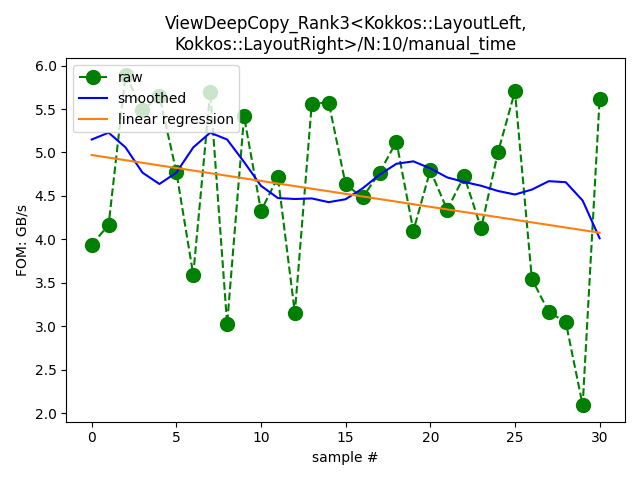 ViewDeepCopy_Rank3<Kokkos::LayoutLeft,
Kokkos::LayoutRight>/N:10/manual_time
raw
smoothed
linear regression
FOM: GB/s
6.0
5.5
5.0
4.5
4.0
3.5
3.0
2.5
2.0
0 5 10 15 20 25 30
sample #